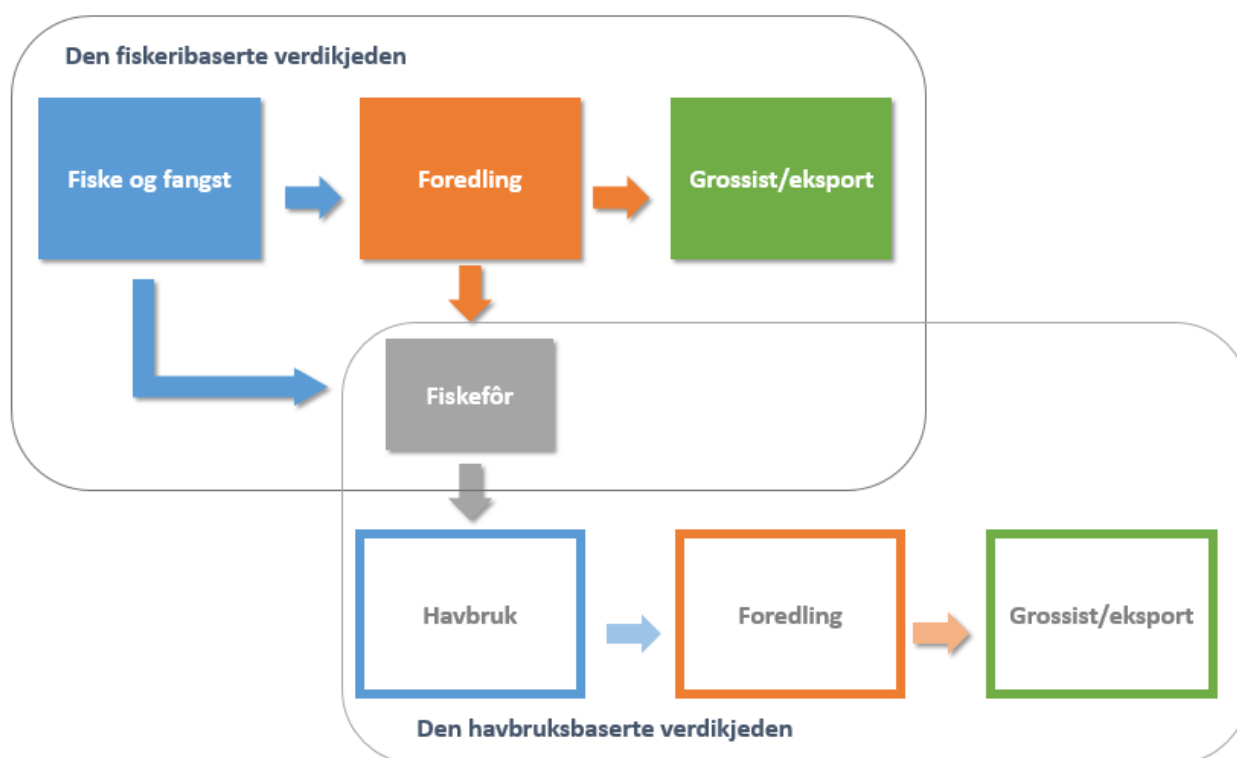 Den fiskeribaserte verdikjeden
Fiske og fangst
Foredling
Grossist/eksport
Fiskefôr
Havbruk
Foredling
Grossist/eksport
Den havbruksbaserte verdikjeden